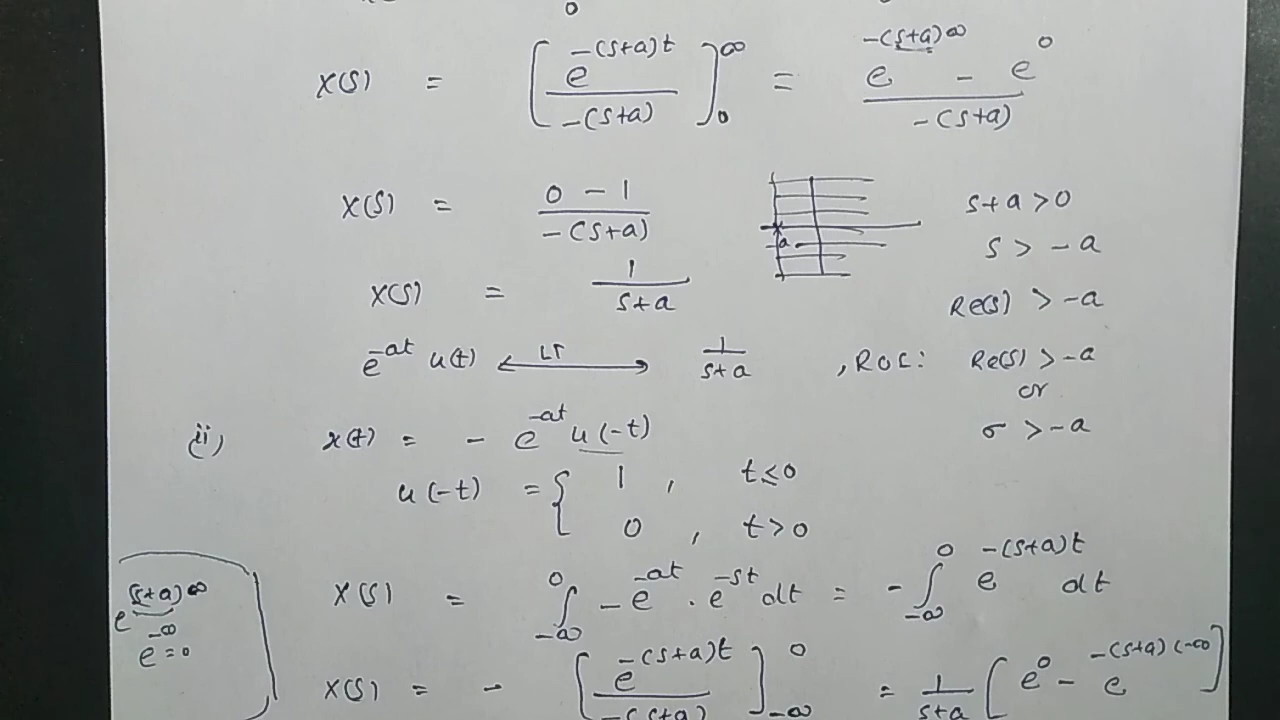 0
X(s) = [ e^{-(s+a)t} / -(s+a) ]_0^∞ = (e^{-(s+a)∞} - e^0) / -(s+a)
X(s) = (0 - 1) / -(s+a)
-a
s+a > 0
s > -a
X(s) = 1 / (s+a)
Re(s) > -a
e^{-at} u(t) ←LT→ 1/(s+a) , ROC: Re(s) > -a
or
σ > -a
ii) x(t) = - e^{-at} u(-t)
u(-t) = { 1 , t ≤ 0
0 , t > 0
X(s) = ∫_{-∞}^0 -e^{-at} . e^{-st} dt = -∫_{-∞}^0 e^{-(s+a)t} dt
e^{(s+a)∞}
e^{-∞} = 0
X(s) = - [ e^{-(s+a)t} / -(s+a) ]_{-∞}^0 = 1/(s+a) [ e^0 - e^{-(s+a)(-∞)} ]